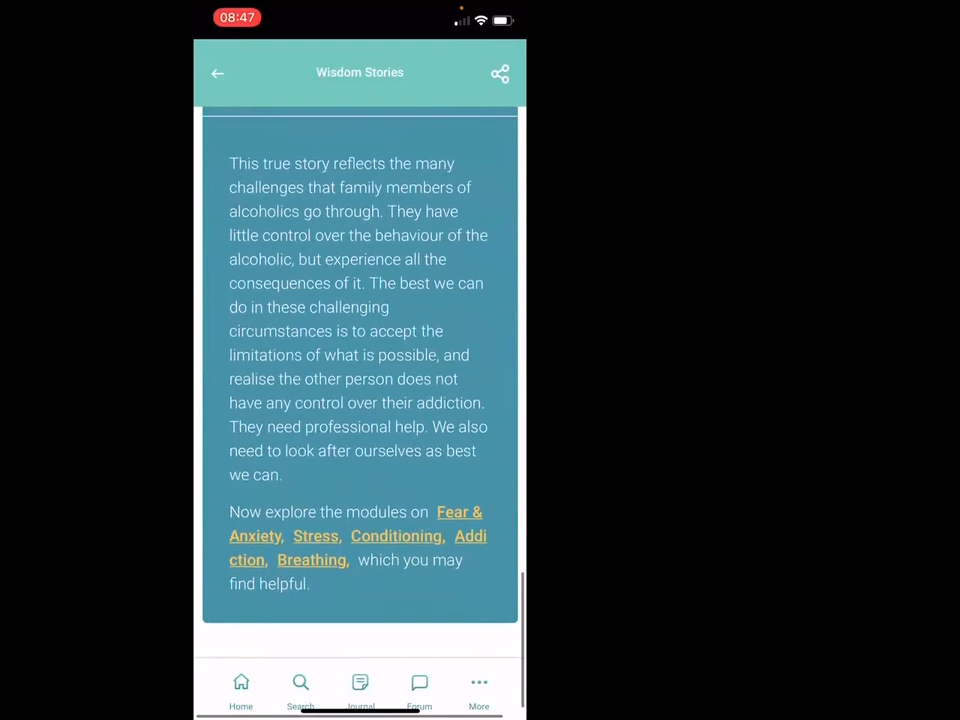 08:47
Wisdom Stories
This true story reflects the many
challenges that family members of
alcoholics go through. They have
little control over the behaviour of the
alcoholic, but experience all the
consequences of it. The best we can
do in these challenging
circumstances is to accept the
limitations of what is possible, and
realise the other person does not
have any control over their addiction.
They need professional help. We also
need to look after ourselves as best
we can.
Now explore the modules on Fear &
Anxiety, Stress, Conditioning, Addi
ction, Breathing, which you may
find helpful.
Home Search Journal Forum More